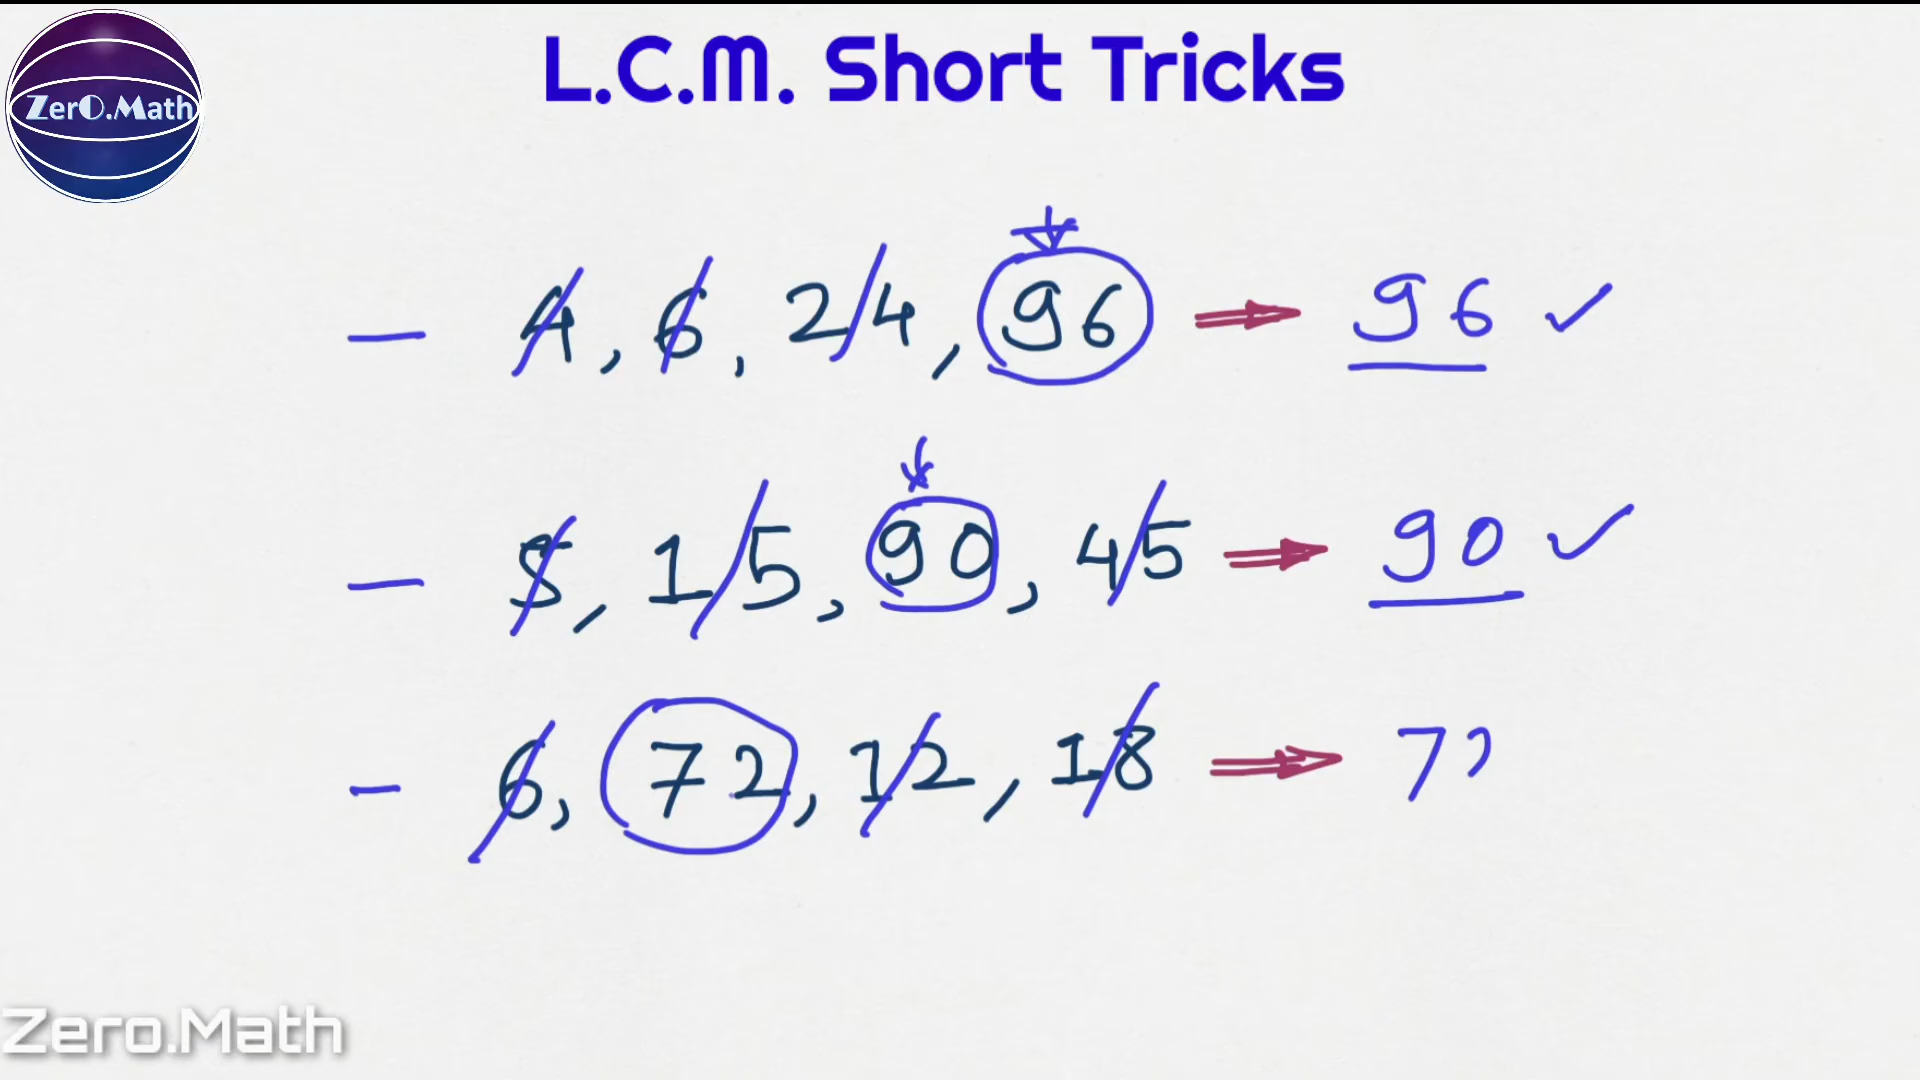 L.C.M. Short Tricks
ZerO.Math
- 4, 6, 24, 96 ⇒ 96 ✓
- 5, 15, 90, 45 ⇒ 90 ✓
- 6, 72, 12, 18 ⇒ 7
Zero.Math